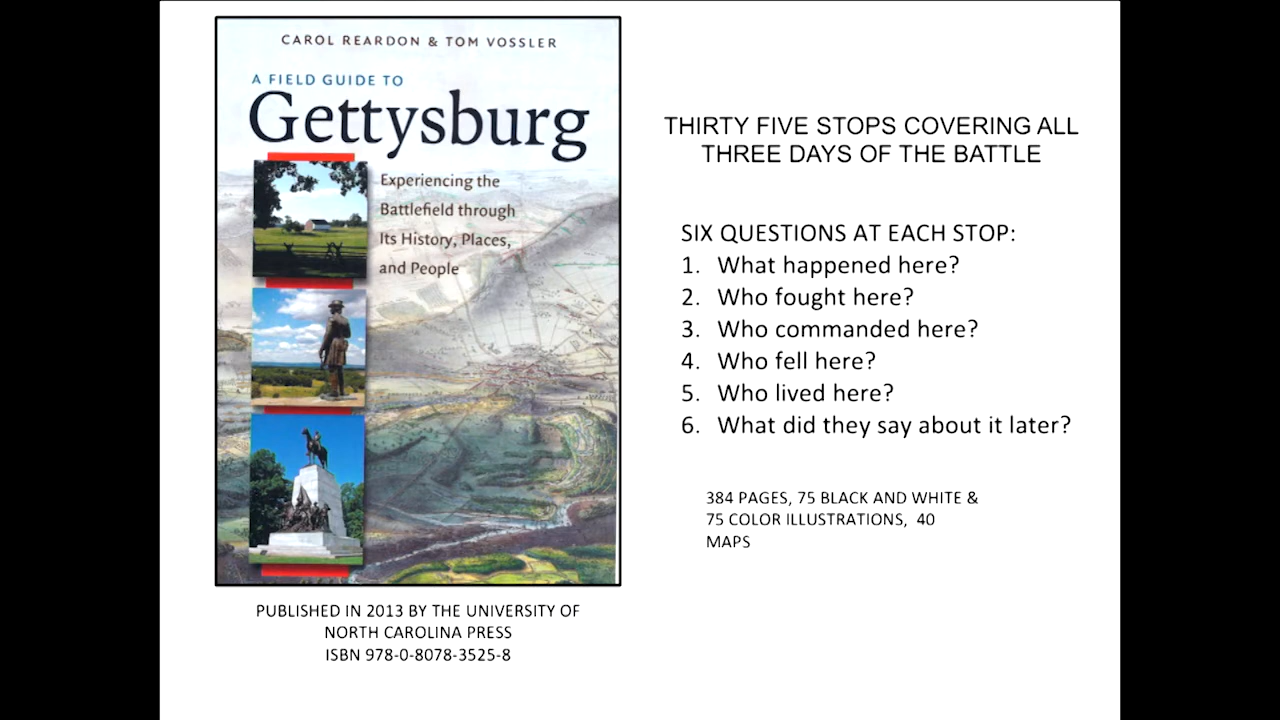 CAROL REARDON & TOM VOSSLER
A FIELD GUIDE TO
Gettysburg
Experiencing the
Battlefield through
Its History, Places,
and People
PUBLISHED IN 2013 BY THE UNIVERSITY OF
NORTH CAROLINA PRESS
ISBN 978-0-8078-3525-8
THIRTY FIVE STOPS COVERING ALL
THREE DAYS OF THE BATTLE
SIX QUESTIONS AT EACH STOP:
1. What happened here?
2. Who fought here?
3. Who commanded here?
4. Who fell here?
5. Who lived here?
6. What did they say about it later?
384 PAGES, 75 BLACK AND WHITE &
75 COLOR ILLUSTRATIONS, 40
MAPS